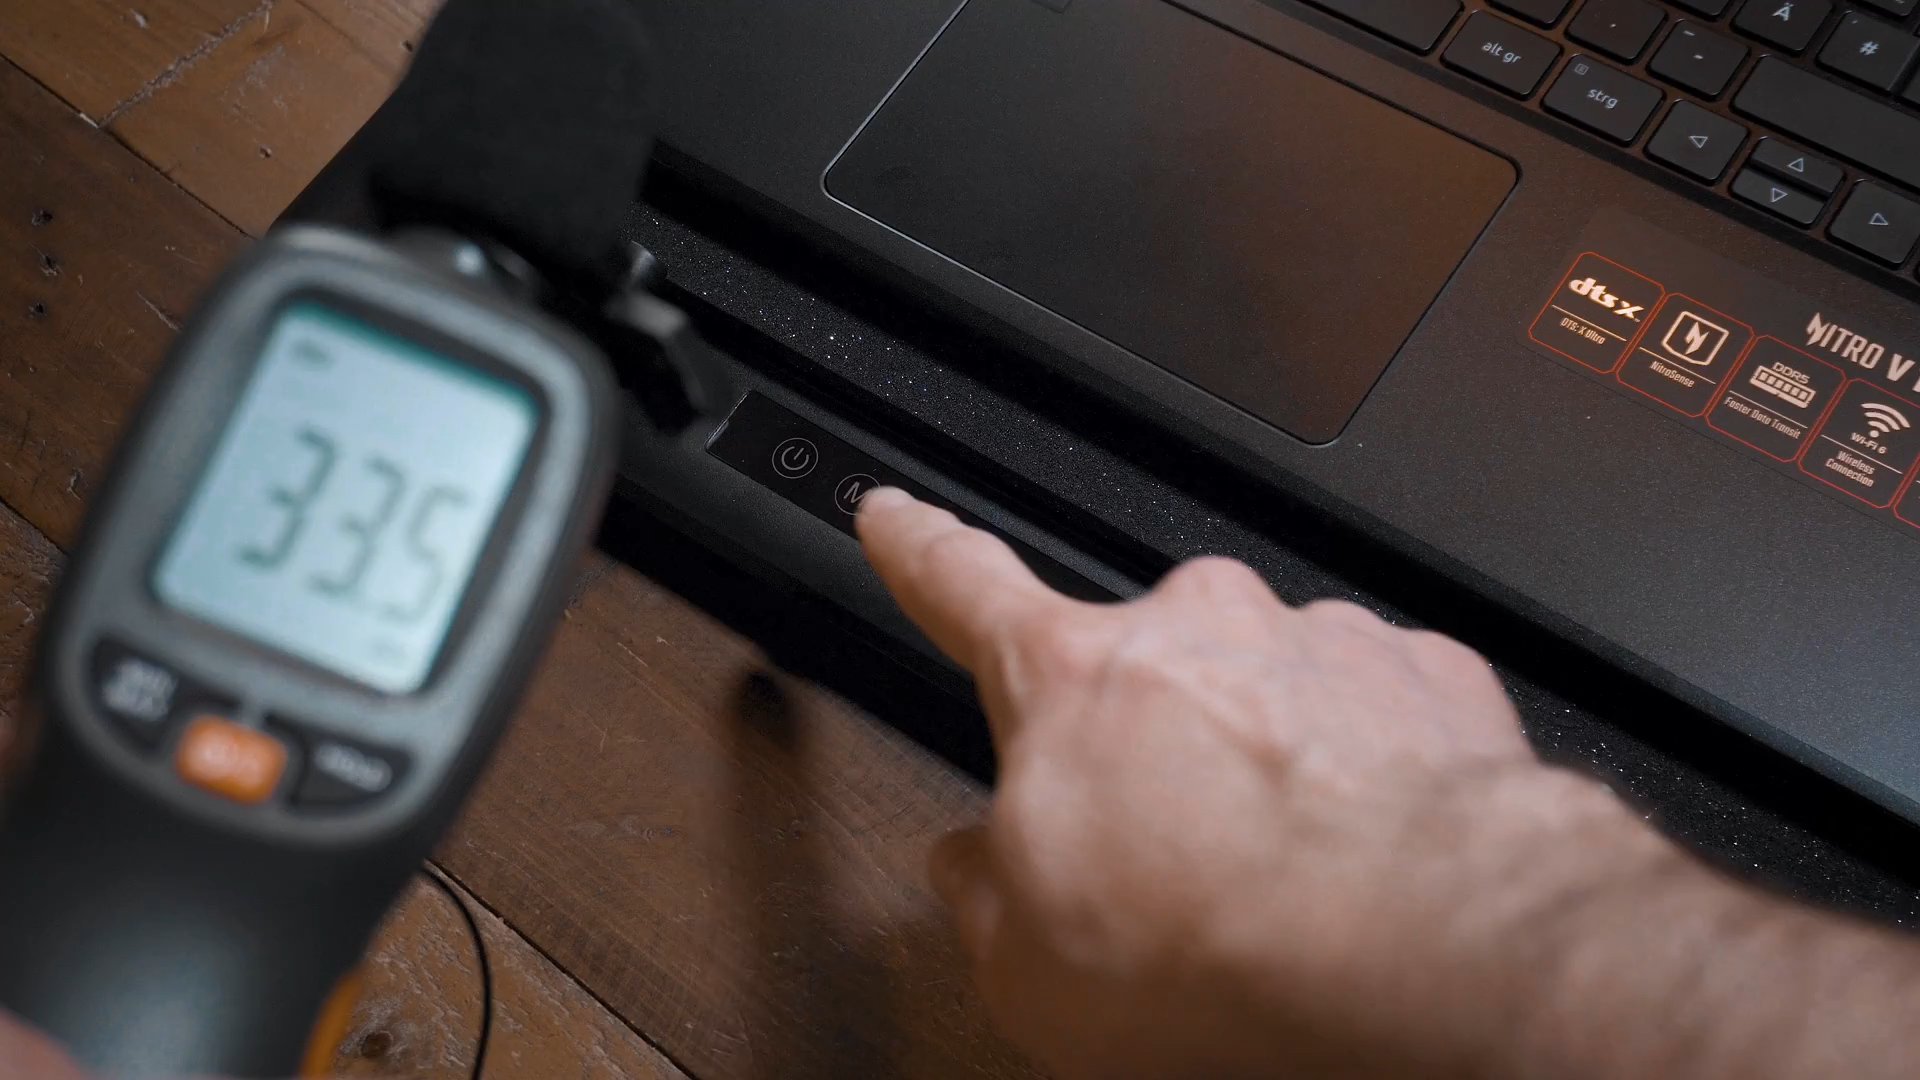 Ä
#
alt gr
-
strg
dts x
DTS:X Ultra
NitroSense
DDR5
Faster Data Transit
Wi-Fi 6
Wireless
Connection
NITRO V
M
33.5